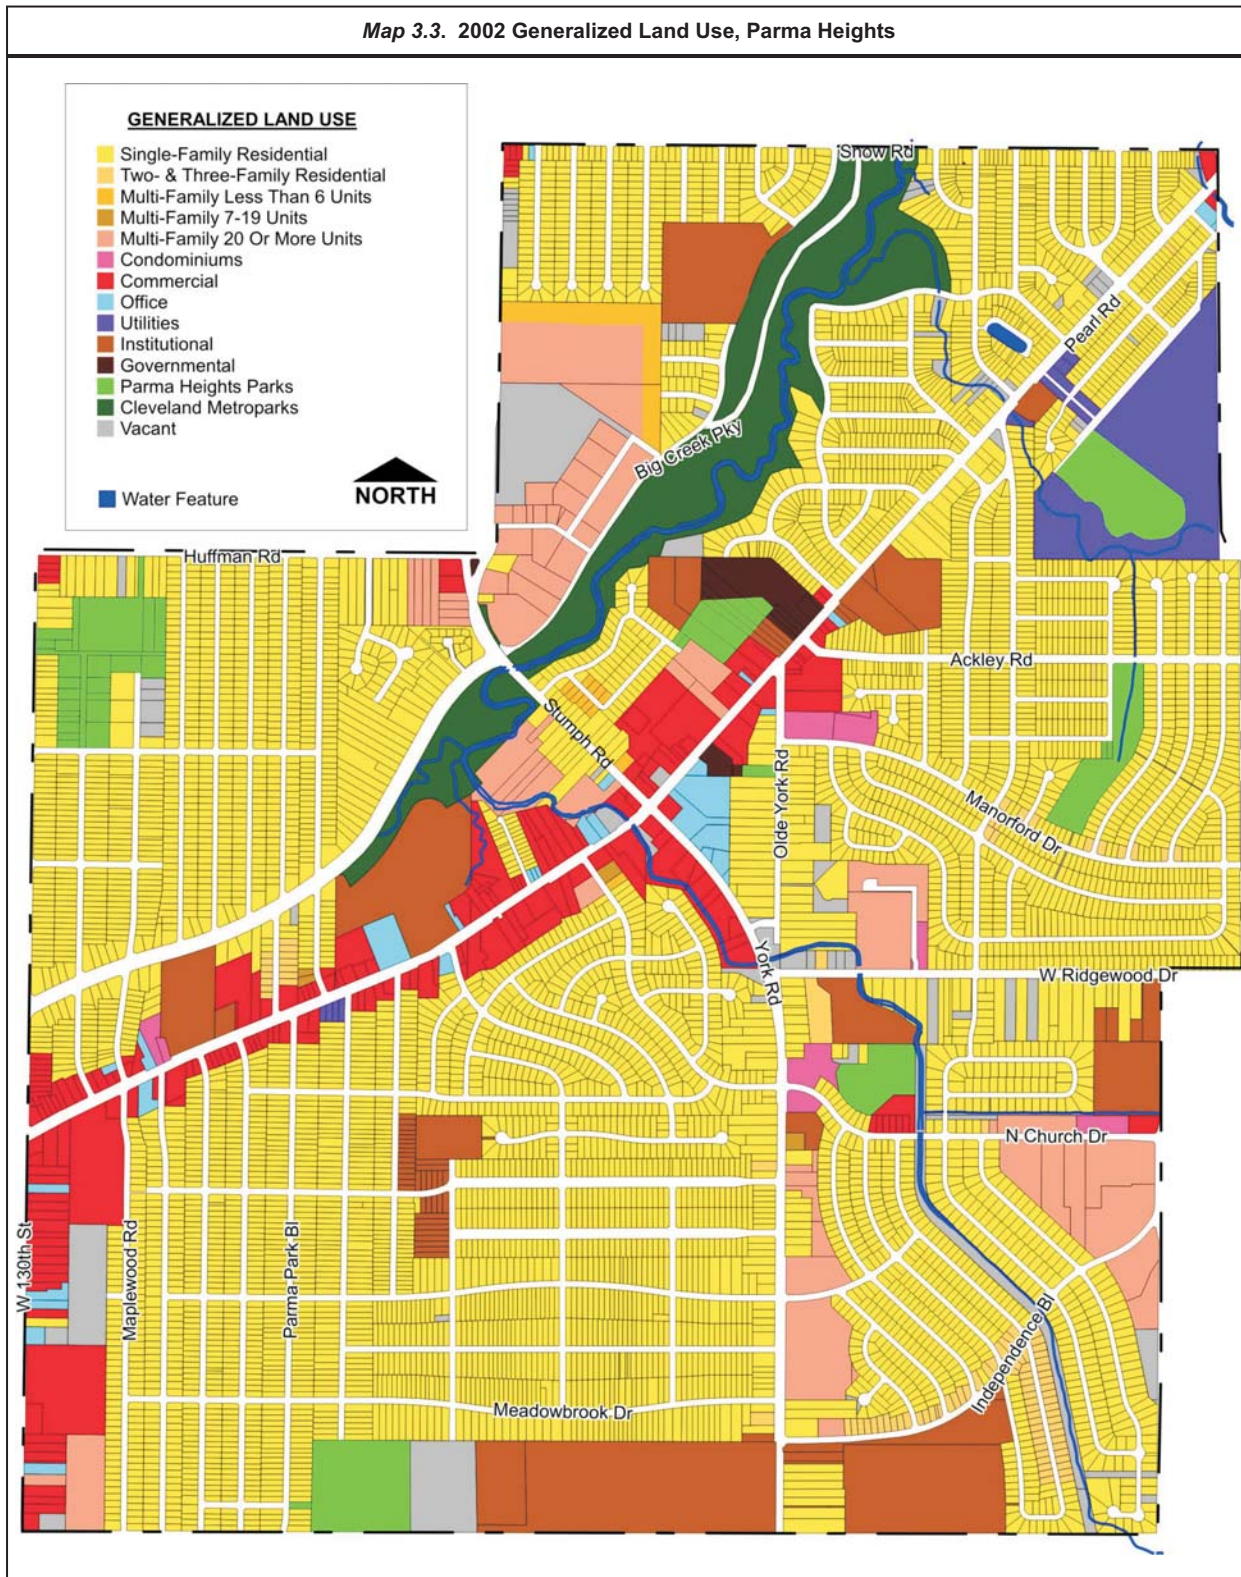 Map 3.3. 2002 Generalized Land Use, Parma Heights
GENERALIZED LAND USE
Single-Family Residential
Two- & Three-Family Residential
Multi-Family Less Than 6 Units
Multi-Family 7-19 Units
Multi-Family 20 Or More Units
Condominiums
Commercial
Office
Utilities
Institutional
Governmental
Parma Heights Parks
Cleveland Metroparks
Vacant
Water Feature
NORTH
Snow Rd
Pearl Rd
Big Creek Pky
Huffman Rd
Ackley Rd
Stumph Rd
Olde York Rd
Manorford Dr
York Rd
W Ridgewood Dr
N Church Dr
W 130th St
Maplewood Rd
Parma Park Bl
Independence Bl
Meadowbrook Dr